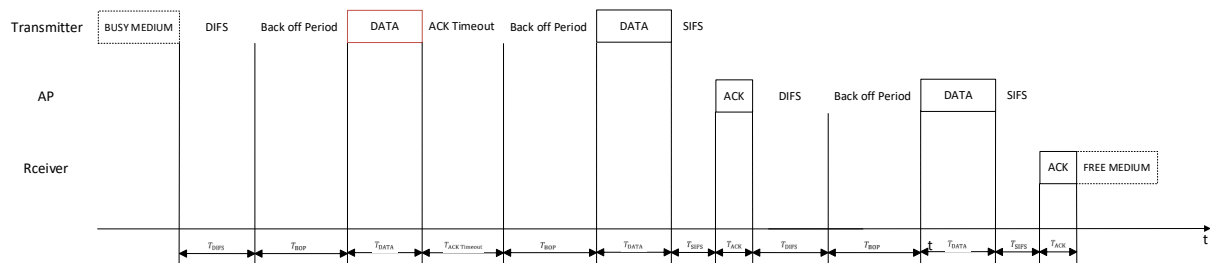 Transmitter BUSY MEDIUM DIFS Back off Period DATA ACK Timeout Back off Period DATA SIFS
AP ACK DIFS Back off Period DATA SIFS
Rceiver ACK FREE MEDIUM
T_DIFS T_BOP T_DATA T_ACK Timeout T_BOP T_DATA T_SIFS T_ACK T_DIFS T_BOP t T_DATA T_SIFS T_ACK
t